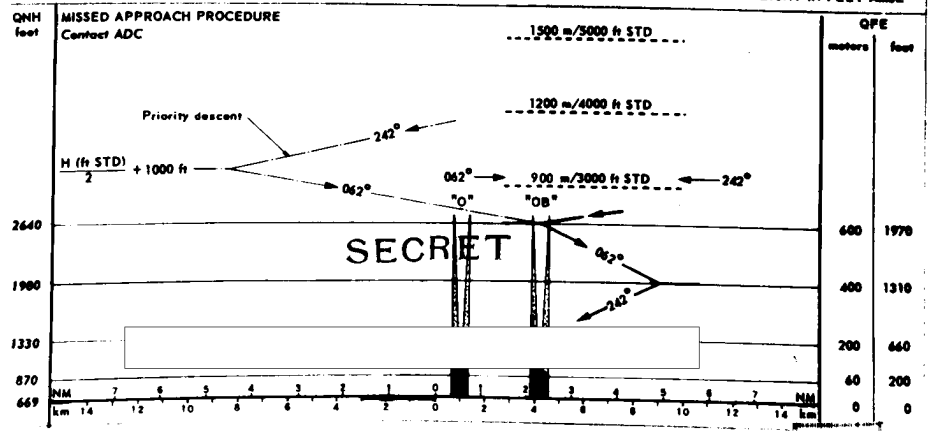 QNH
feet
MISSED APPROACH PROCEDURE
Contact ADC
QFE
meters feet
1500 m/5000 ft STD
1200 m/4000 ft STD
Priority descent
242°
H (ft STD)
2
+ 1000 ft
062°
062°
900 m/3000 ft STD
242°
"O"
"OB"
2640
600 1970
SECRET
062°
1980
400 1310
242°
1330
200 660
870
60 200
NM 7 6 5 4 3 2 1 0 1 2 3 4 5 6 7 NM
669
km 14 12 10 8 6 4 2 0 2 4 6 8 10 12 14 km
0 0